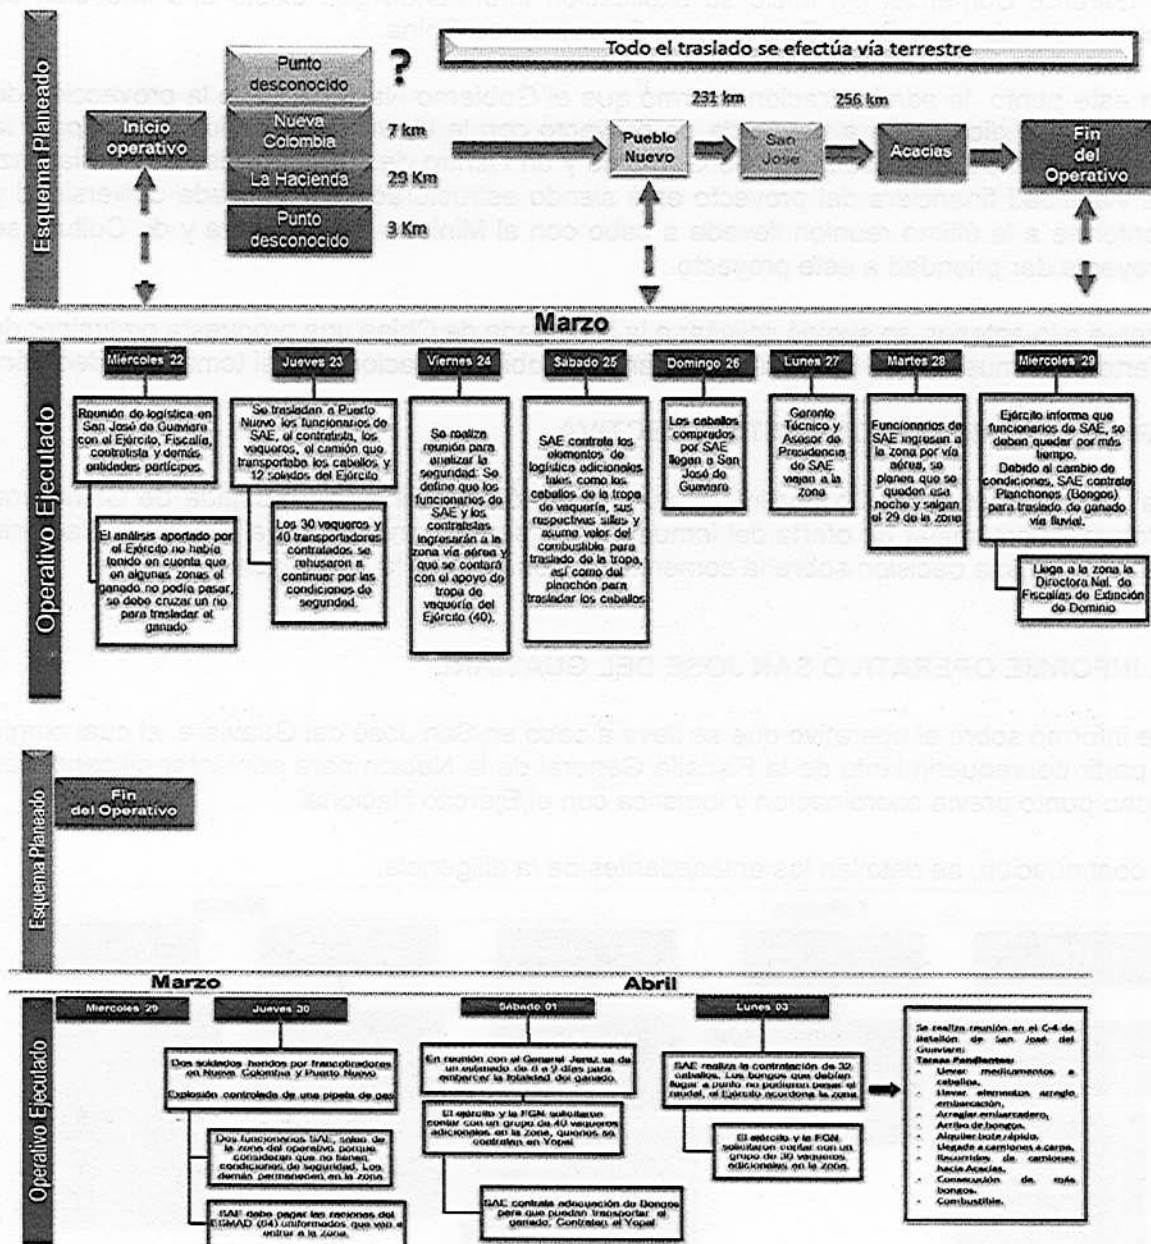 Esquema Planeado
Inicio
operativo
Punto
desconocido
Nueva
Colombia
La Hacienda
Punto
desconocido
?
7 km
29 Km
3 Km
Todo el traslado se efectúa vía terrestre
231 km
256 km
Pueblo
Nuevo
San
Jose
Acacias
Fin
del
Operativo
Marzo
Operativo Ejecutado
Miércoles 22
Reunión de logística en
San José de Guaviare
con el Ejército, Fiscalía,
contratista y demás
entidades partícipes.
El análisis aportado por
el Ejército no había
tenido en cuenta que
en algunas zonas el
ganado no podía pasar,
se debe cruzar un río
para trasladar el
ganado.
Jueves 23
Se trasladan a Puerto
Nuevo los funcionarios de
SAE, el contratista, los
vaqueros, el camión que
transportaba los caballos y
12 soldados del Ejército
Los 30 vaqueros y
40 transportadores
contratados se
rehusaron a
continuar por las
condiciones de
seguridad.
Viernes 24
Se realiza
reunión para
analizar la
seguridad. Se
define que los
funcionarios de
SAE y los
contratistas
ingresarán a la
zona vía aérea y
que se contará
con el apoyo de
tropa de
vaquería del
Ejército (40).
Sábado 25
SAE contrata los
elementos de
logística adicionales
tales como los
caballos de la tropa
de vaquería, sus
respectivas sillas y
asume valor del
combustible para
traslado de la tropa,
así como del
planchón para
trasladar los caballos
Domingo 26
Los caballos
comprados
por SAE
llegan a San
José de
Guaviare
Lunes 27
Gerente
Técnico y
Asesor de
Presidencia
de SAE
viajan a la
zona
Martes 28
Funcionarios de
SAE ingresan a
la zona por vía
aérea, se
planea que se
queden esa
noche y salgan
el 29 de la zona
Miercoles 29
Ejército informa que
funcionarios de SAE, se
deben quedar por más
tiempo.
Debido al cambio de
condiciones, SAE contrata
Planchones (Bongos)
para traslado de ganado
vía fluvial.
Llega a la zona la
Directora Nal. de
Fiscalías de Extinción
de Dominio
Esquema Planeado
Fin
del Operativo
Marzo
Abril
Operativo Ejecutado
Miercoles 29
Jueves 30
Dos soldados heridos por francotiradores
en Nueva Colombia y Puerto Nuevo
Explosión controlada de una pipeta de gas
Dos funcionarios SAE, salen de
la zona del operativo porque
consideran que no tienen
condiciones de seguridad. Los
demás permanecen en la zona
SAE debe pagar las raciones del
ESMAD (64) uniformados que van a
entrar a la zona.
Sábado 01
En reunión con el General Jerez se da
un estimado de 8 a 9 días para
embarcar la totalidad del ganado.
El ejército y la FGN solicitaron
contar con un grupo de 40 vaqueros
adicionales en la zona, quienes se
contratan en Yopal.
SAE contrata adecuación de Bongos
para que puedan transportar el
ganado. Contratan el Yopal.
Lunes 03
SAE realiza la contratación de 32
caballos. Los bongos que debían
llegar a punto no pudieron pasar el
raudal, el Ejército acordona la zona
El ejército y la FGN
solicitaron contar con un
grupo de 30 vaqueros
adicionales en la zona.
Se realiza reunión en el C-4 de
Batallón de San José del
Guaviare:
Tareas Pendientes:
- Llevar medicamentos a
caballos,
- Llevar elementos arreglo
embarcación,
- Arreglar embarcadero,
- Arribo de bongos,
- Alquiler bote rápido,
- Llegada a camiones a carpa,
- Recorridos de camiones
hacia Acacias.
- Consecución de más
bongos.
- Combustible.